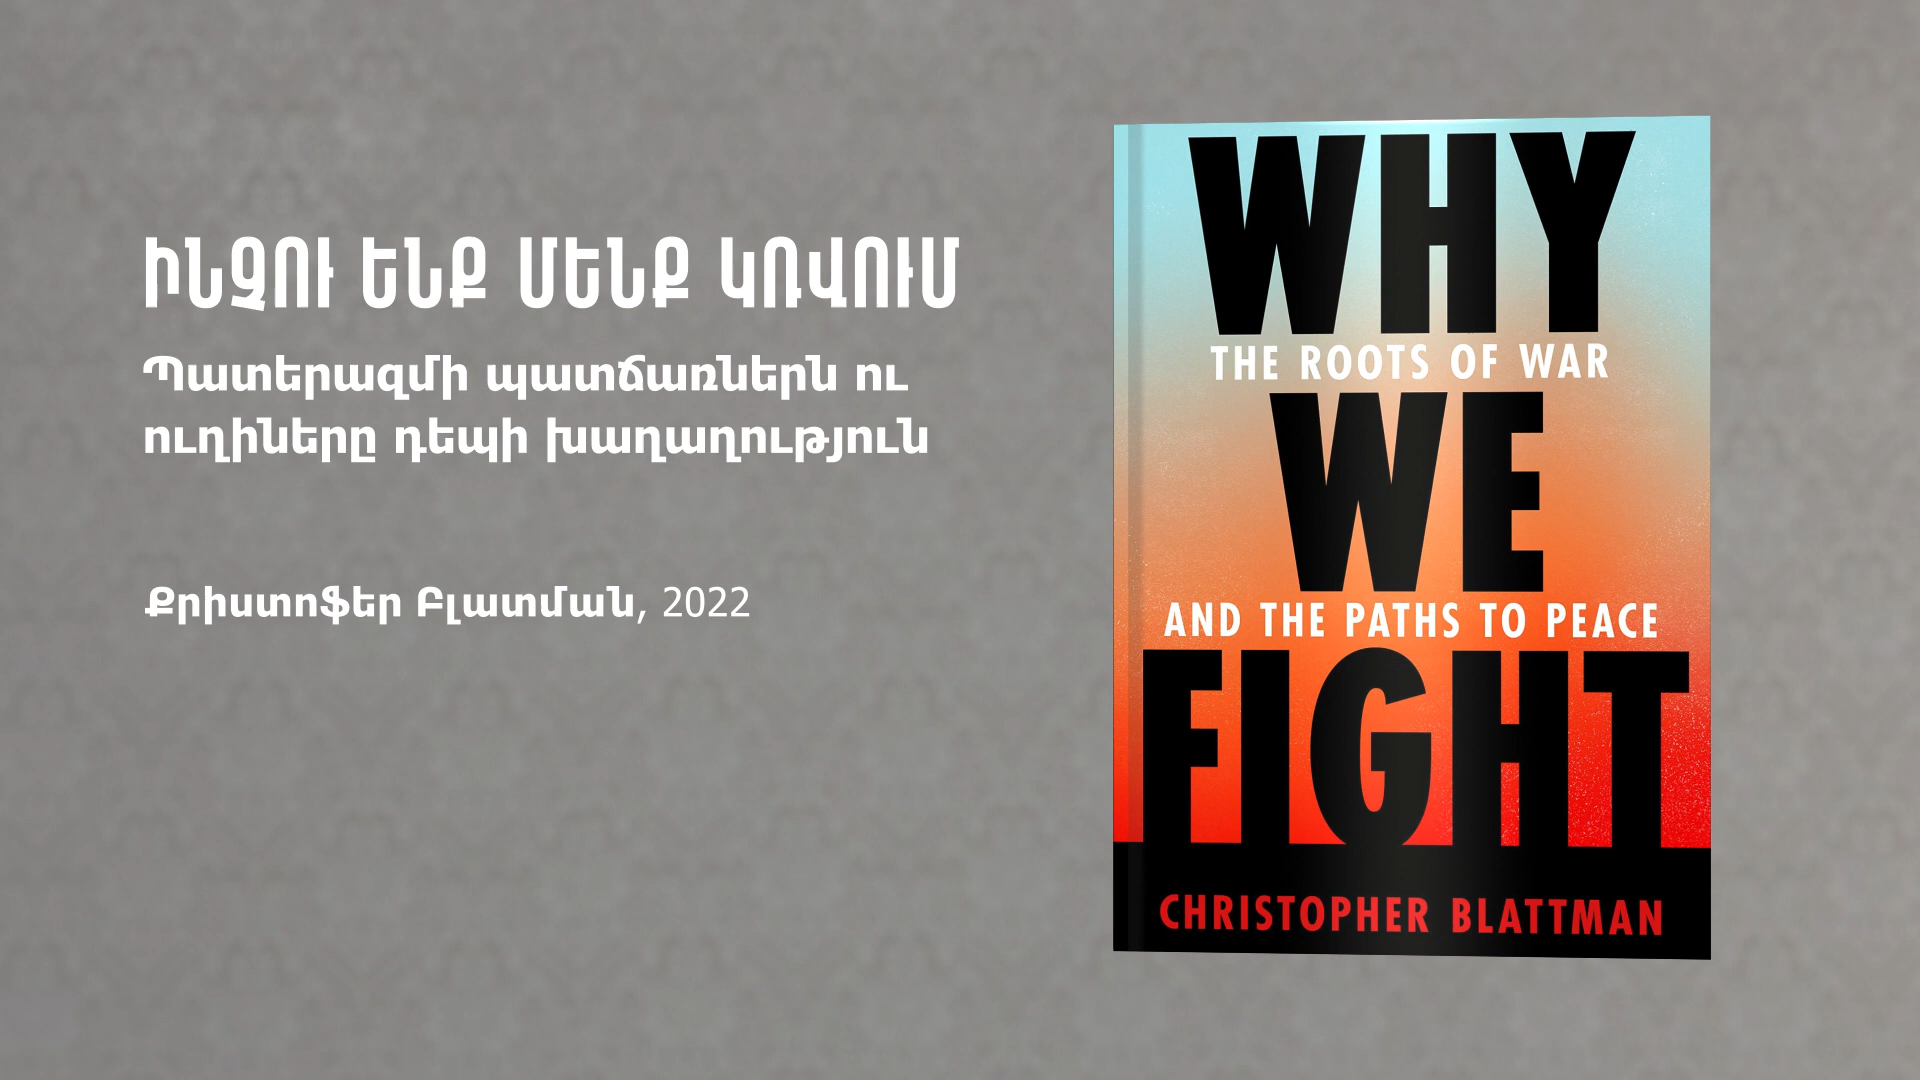 ԻՆՉՈՒ ԵՆՔ ՄԵՆՔ ԿՌՎՈՒՄ
Պատերազմի պատճառներն ու
ուղիները դեպի խաղաղություն
Քրիստոֆեր Բլատման, 2022
WHY
THE ROOTS OF WAR
WE
AND THE PATHS TO PEACE
FIGHT
CHRISTOPHER BLATTMAN